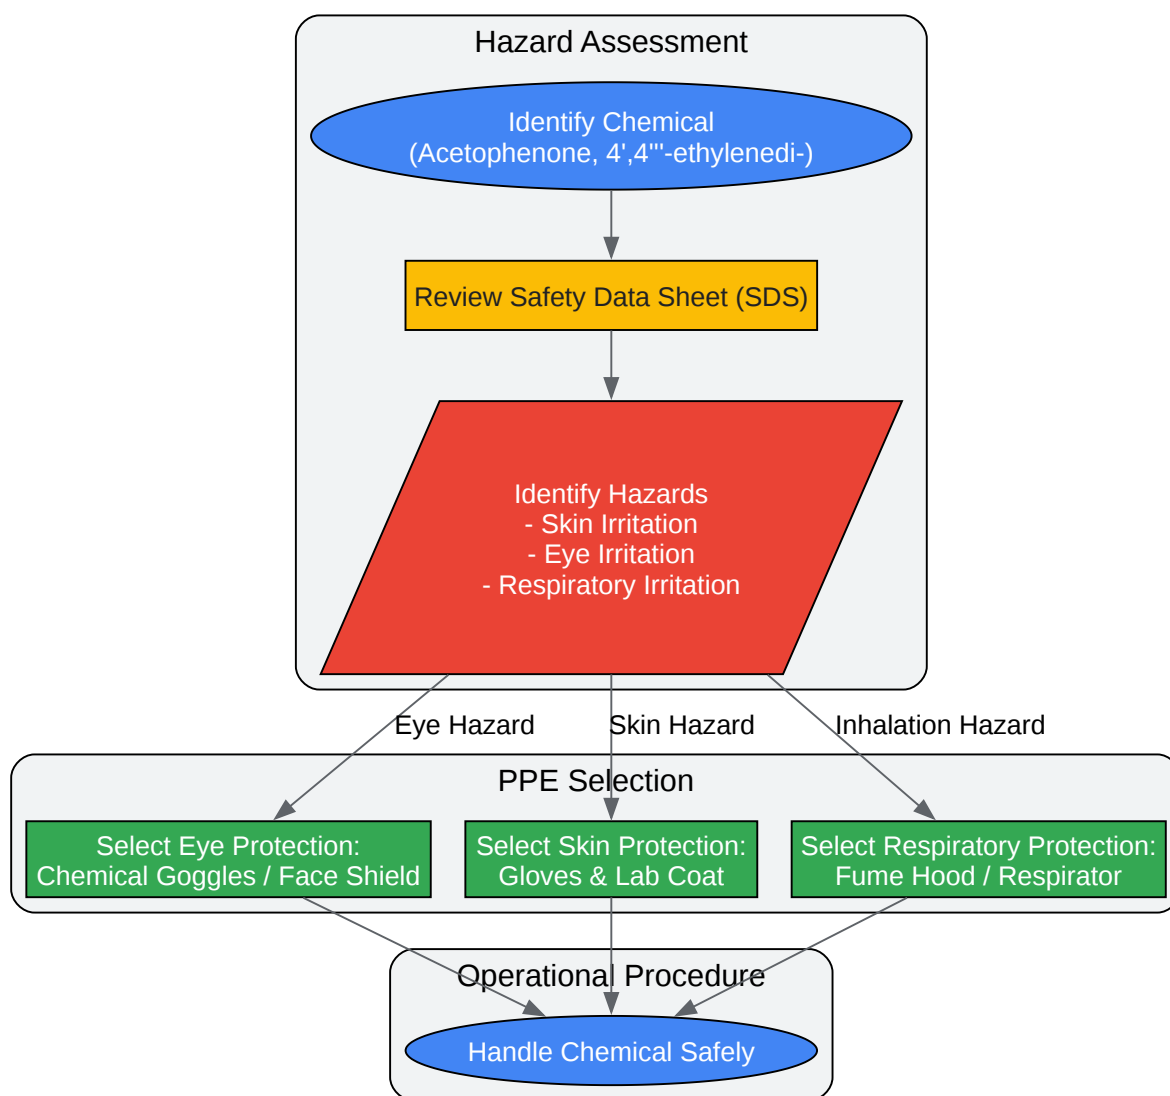 Hazard Assessment
Identify Chemical
(Acetophenone, 4',4'''-ethylenedi-)
Review Safety Data Sheet (SDS)
Identify Hazards
- Skin Irritation
- Eye Irritation
- Respiratory Irritation
Eye Hazard
Skin Hazard
Inhalation Hazard
PPE Selection
Select Eye Protection:
Chemical Goggles / Face Shield
Select Skin Protection:
Gloves & Lab Coat
Select Respiratory Protection:
Fume Hood / Respirator
Operational Procedure
Handle Chemical Safely